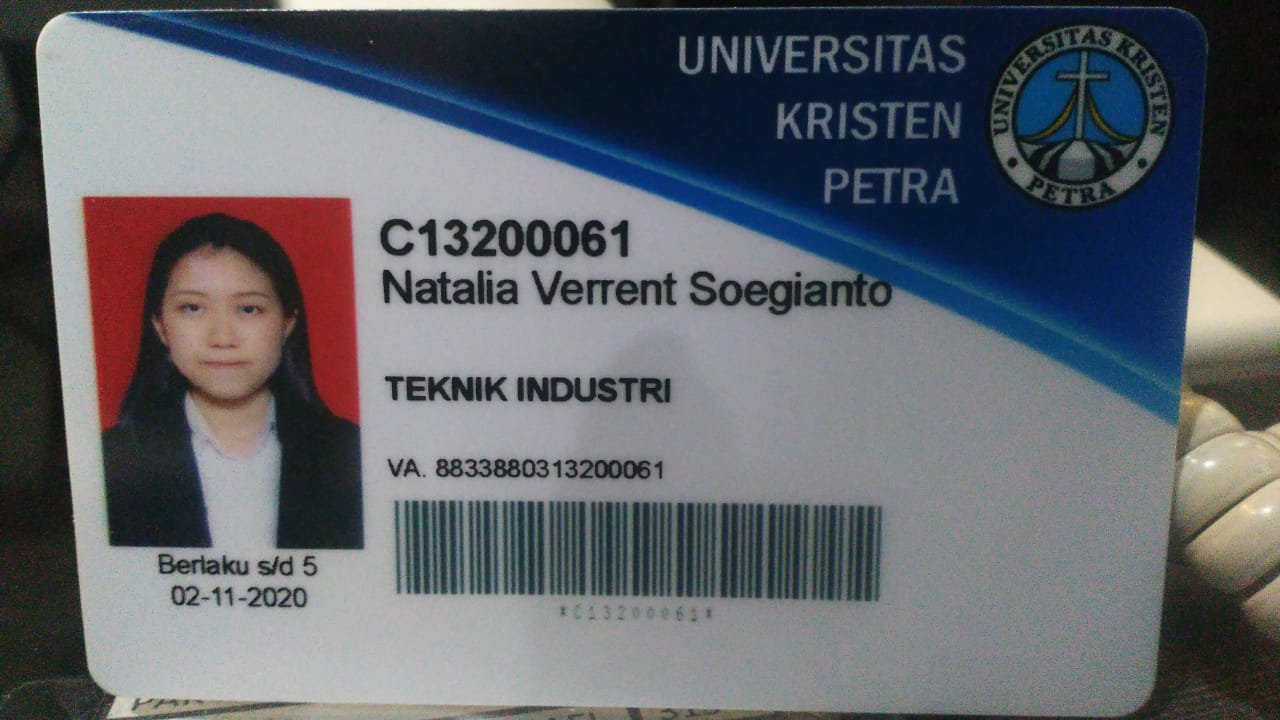 UNIVERSITAS
KRISTEN
PETRA
UNIVERSITAS KRISTEN
PETRA
C13200061
Natalia Verrent Soegianto
TEKNIK INDUSTRI
VA. 8833880313200061
*C13200061*
Berlaku s/d 5
02-11-2020